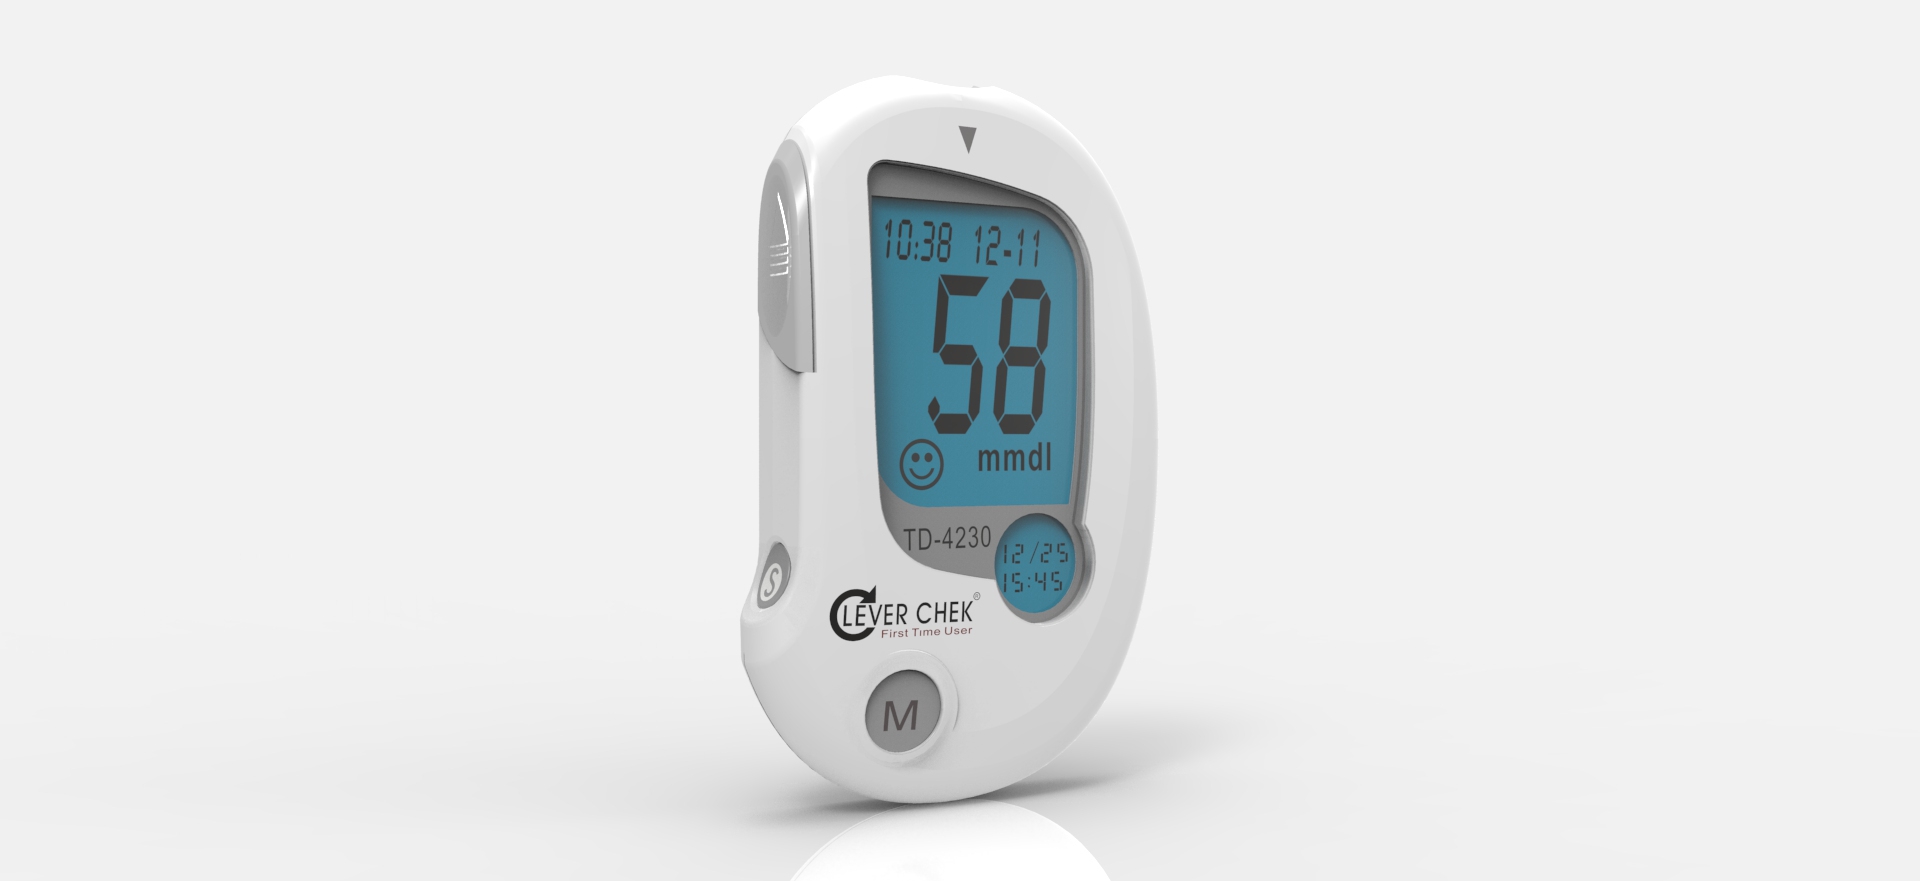 10:38 12-11
58
mmdl
TD-4230
12/25
15:45
CLEVER CHEK®
First Time User
S
M